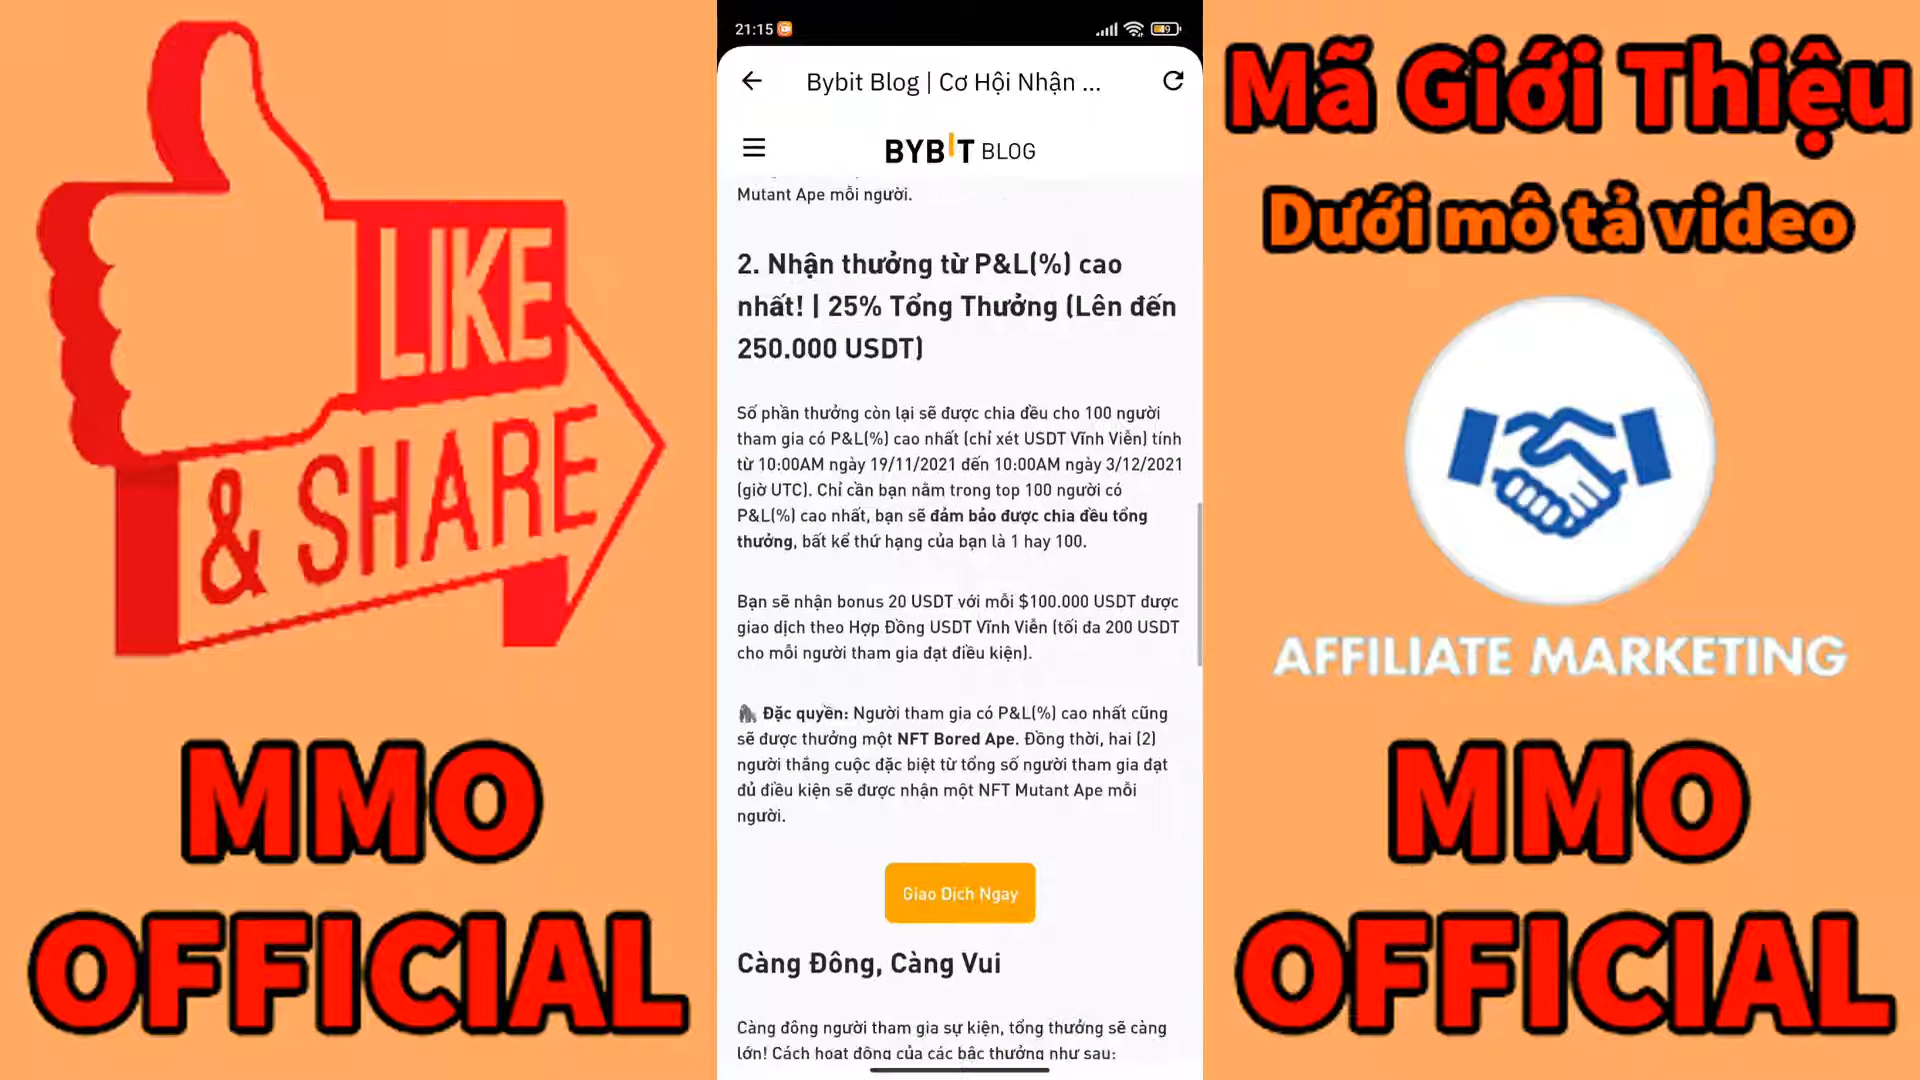 LIKE
& SHARE
MMO
OFFICIAL
21:15
49
Bybit Blog | Cơ Hội Nhận ...
BYBIT BLOG
Mutant Ape mỗi người.
2. Nhận thưởng từ P&L(%) cao
nhất! | 25% Tổng Thưởng (Lên đến
250.000 USDT)
Số phần thưởng còn lại sẽ được chia đều cho 100 người
tham gia có P&L(%) cao nhất (chỉ xét USDT Vĩnh Viễn) tính
từ 10:00AM ngày 19/11/2021 đến 10:00AM ngày 3/12/2021
(giờ UTC). Chỉ cần bạn nằm trong top 100 người có
P&L(%) cao nhất, bạn sẽ đảm bảo được chia đều tổng
thưởng, bất kể thứ hạng của bạn là 1 hay 100.
Bạn sẽ nhận bonus 20 USDT với mỗi $100.000 USDT được
giao dịch theo Hợp Đồng USDT Vĩnh Viễn (tối đa 200 USDT
cho mỗi người tham gia đạt điều kiện).
Đặc quyền: Người tham gia có P&L(%) cao nhất cũng
sẽ được thưởng một NFT Bored Ape. Đồng thời, hai (2)
người thắng cuộc đặc biệt từ tổng số người tham gia đạt
đủ điều kiện sẽ được nhận một NFT Mutant Ape mỗi
người.
Giao Dịch Ngay
Càng Đông, Càng Vui
Càng đông người tham gia sự kiện, tổng thưởng sẽ càng
lớn! Cách hoạt động của các bậc thưởng như sau:
Mã Giới Thiệu
Dưới mô tả video
AFFILIATE MARKETING
MMO
OFFICIAL